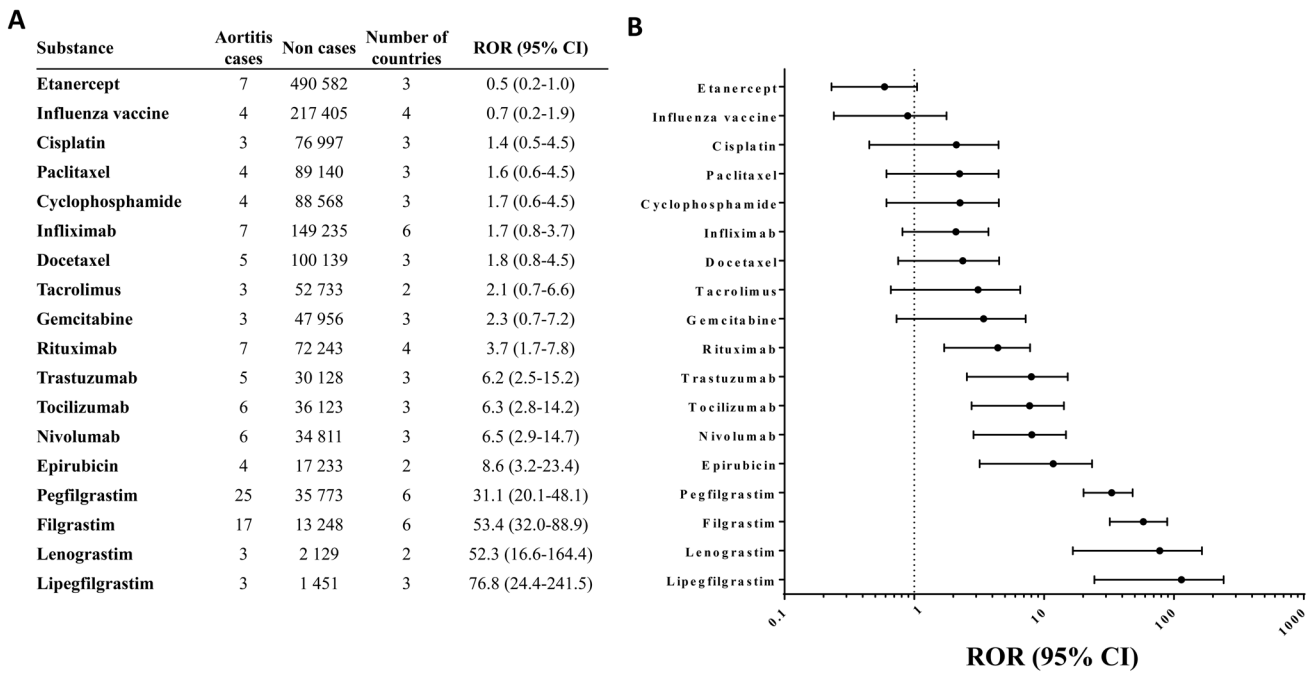 A
Substance Aortitis cases Non cases Number of countries ROR (95% CI)
Etanercept 7 490 582 3 0.5 (0.2-1.0)
Influenza vaccine 4 217 405 4 0.7 (0.2-1.9)
Cisplatin 3 76 997 3 1.4 (0.5-4.5)
Paclitaxel 4 89 140 3 1.6 (0.6-4.5)
Cyclophosphamide 4 88 568 3 1.7 (0.6-4.5)
Infliximab 7 149 235 6 1.7 (0.8-3.7)
Docetaxel 5 100 139 3 1.8 (0.8-4.5)
Tacrolimus 3 52 733 2 2.1 (0.7-6.6)
Gemcitabine 3 47 956 3 2.3 (0.7-7.2)
Rituximab 7 72 243 4 3.7 (1.7-7.8)
Trastuzumab 5 30 128 3 6.2 (2.5-15.2)
Tocilizumab 6 36 123 3 6.3 (2.8-14.2)
Nivolumab 6 34 811 3 6.5 (2.9-14.7)
Epirubicin 4 17 233 2 8.6 (3.2-23.4)
Pegfilgrastim 25 35 773 6 31.1 (20.1-48.1)
Filgrastim 17 13 248 6 53.4 (32.0-88.9)
Lenograstim 3 2 129 2 52.3 (16.6-164.4)
Lipegfilgrastim 3 1 451 3 76.8 (24.4-241.5)
B
Etanercept
Influenza vaccine
Cisplatin
Paclitaxel
Cyclophosphamide
Infliximab
Docetaxel
Tacrolimus
Gemcitabine
Rituximab
Trastuzumab
Tocilizumab
Nivolumab
Epirubicin
Pegfilgrastim
Filgrastim
Lenograstim
Lipegfilgrastim
0.1 1 10 100 1000
ROR (95% CI)